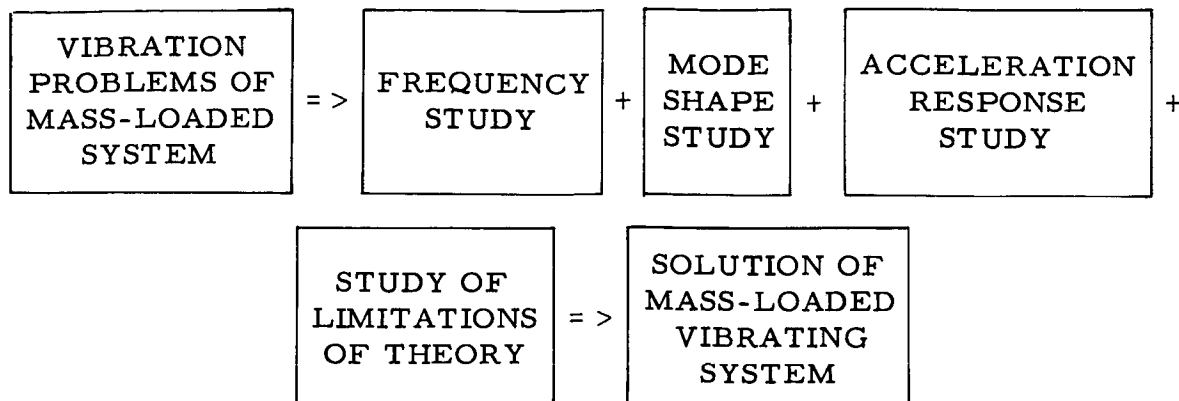 VIBRATION
PROBLEMS OF
MASS-LOADED
SYSTEM
= >
FREQUENCY
STUDY
+
MODE
SHAPE
STUDY
+
ACCELERATION
RESPONSE
STUDY
+
STUDY OF
LIMITATIONS
OF THEORY
= >
SOLUTION OF
MASS-LOADED
VIBRATING
SYSTEM